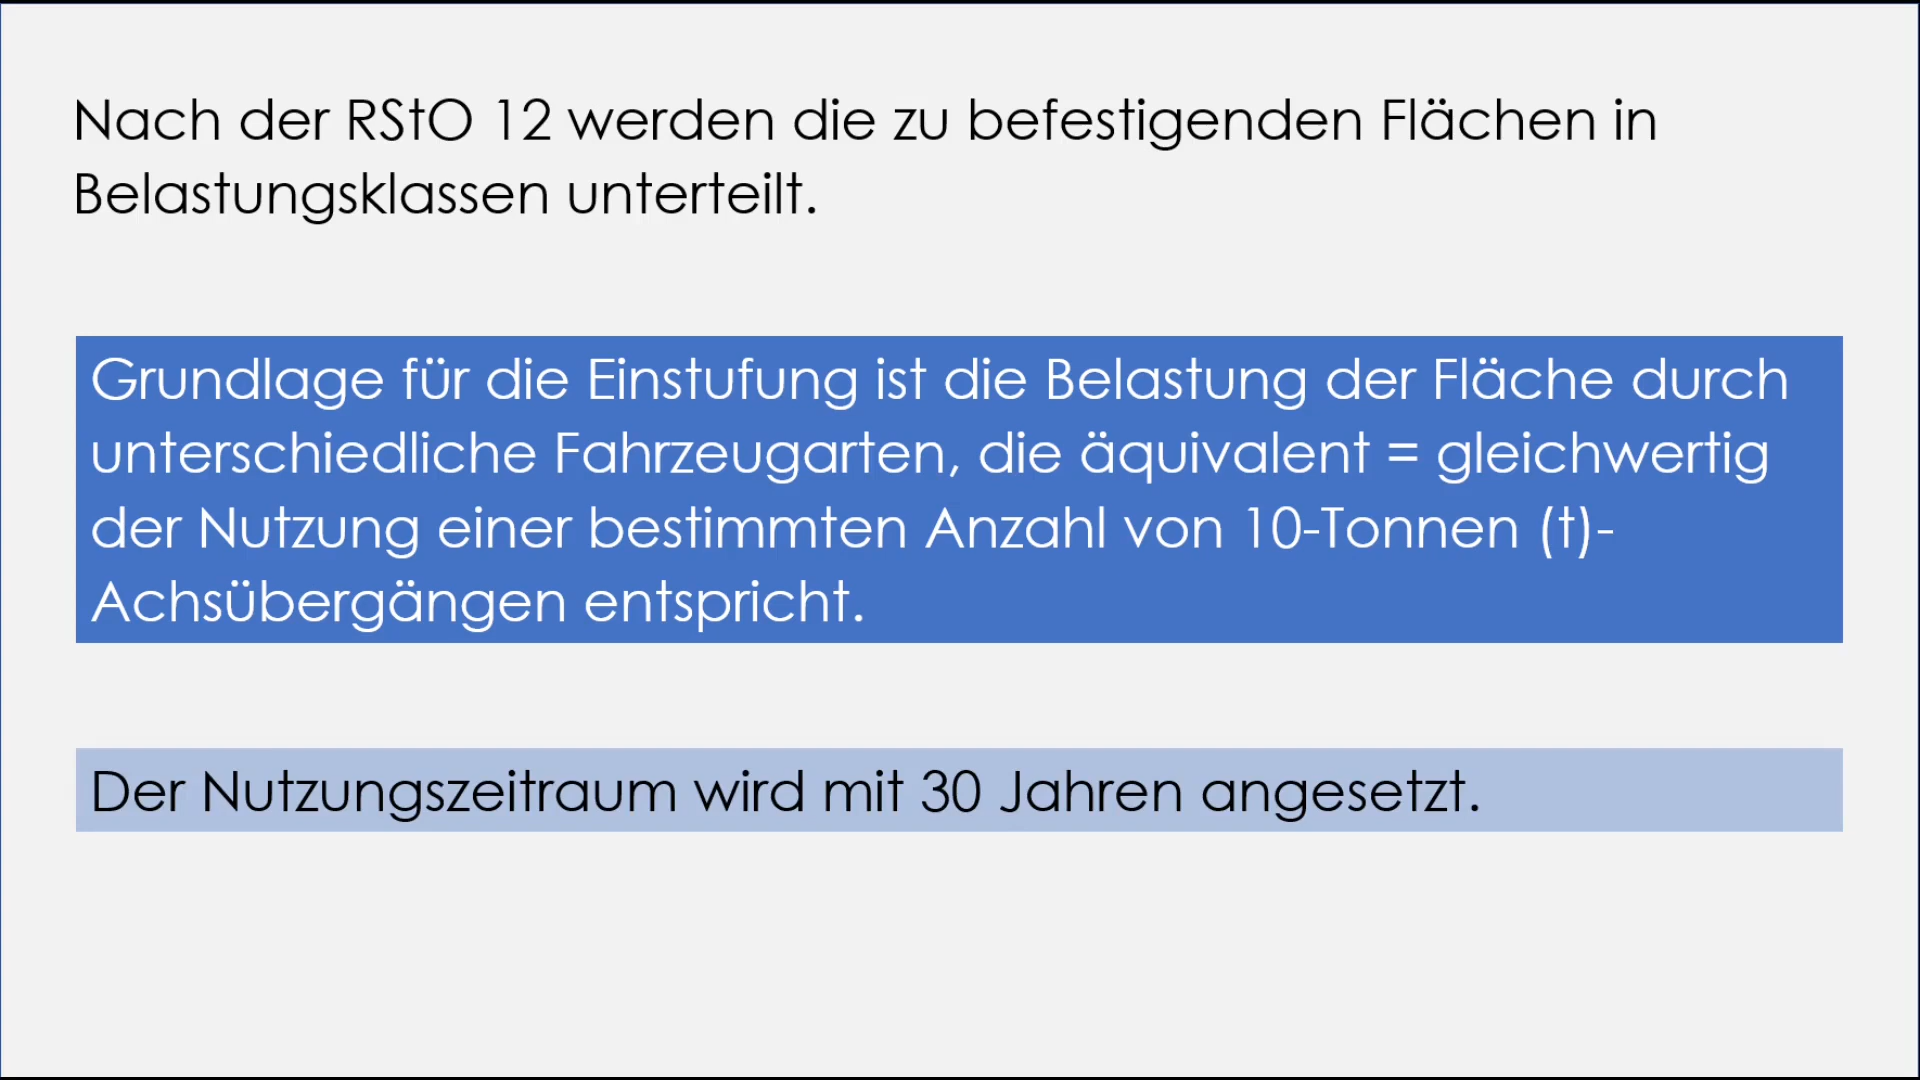 Nach der RStO 12 werden die zu befestigenden Flächen in
Belastungsklassen unterteilt.
Grundlage für die Einstufung ist die Belastung der Fläche durch
unterschiedliche Fahrzeugarten, die äquivalent = gleichwertig
der Nutzung einer bestimmten Anzahl von 10-Tonnen (t)-
Achsübergängen entspricht.
Der Nutzungszeitraum wird mit 30 Jahren angesetzt.